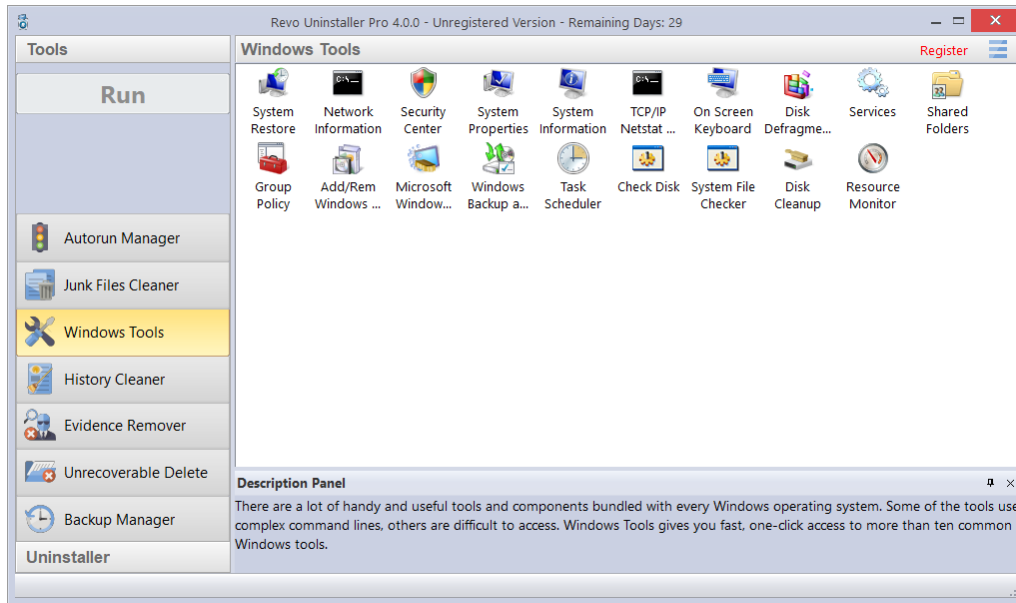 Revo Uninstaller Pro 4.0.0 - Unregistered Version - Remaining Days: 29
Tools
Run
Autorun Manager
Junk Files Cleaner
Windows Tools
History Cleaner
Evidence Remover
Unrecoverable Delete
Backup Manager
Uninstaller
Windows Tools
Register
System Network Security System System TCP/IP On Screen Disk Services Shared
Restore Information Center Properties Information Netstat ... Keyboard Defragme... Folders
Group Add/Rem Microsoft Windows Task Check Disk System File Disk Resource
Policy Windows ... Window... Backup a... Scheduler Checker Cleanup Monitor
Description Panel
There are a lot of handy and useful tools and components bundled with every Windows operating system. Some of the tools use
complex command lines, others are difficult to access. Windows Tools gives you fast, one-click access to more than ten common
Windows tools.